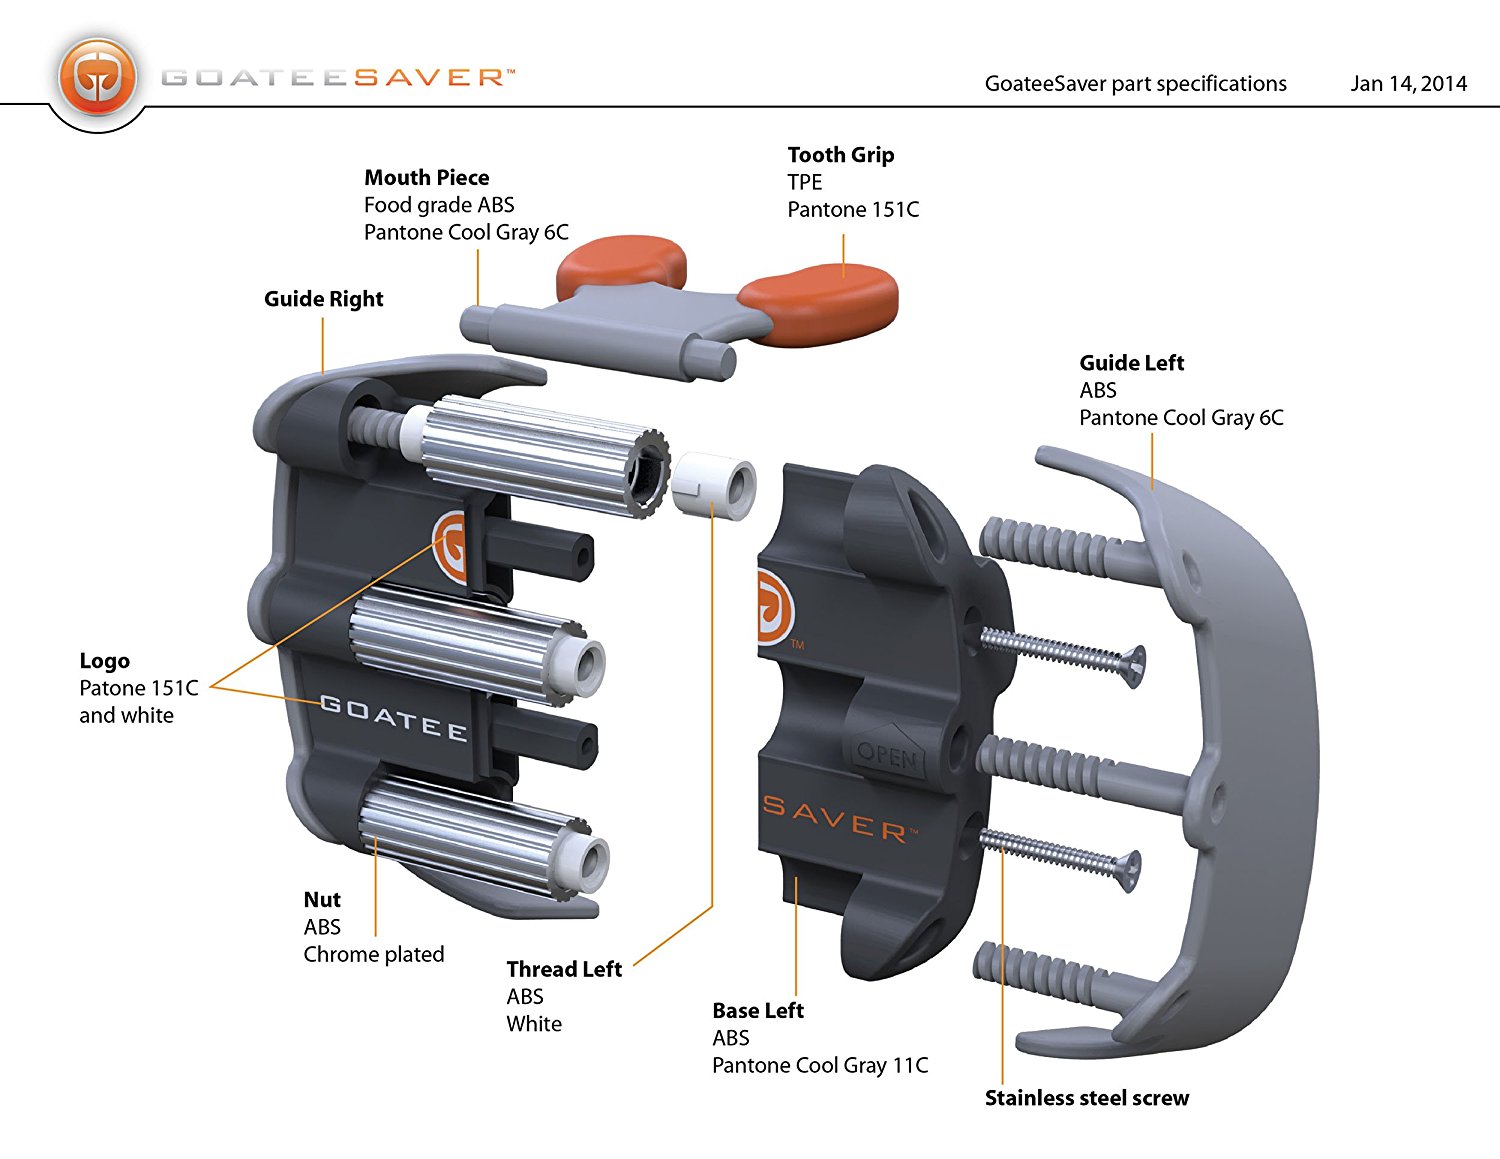 GOATEESAVER™
GoateeSaver part specifications Jan 14, 2014
Tooth Grip
TPE
Pantone 151C
Mouth Piece
Food grade ABS
Pantone Cool Gray 6C
Guide Right
Guide Left
ABS
Pantone Cool Gray 6C
TM
Logo
Patone 151C
and white
GOATEE
OPEN
SAVER™
Nut
ABS
Chrome plated
Thread Left
ABS
White
Base Left
ABS
Pantone Cool Gray 11C
Stainless steel screw